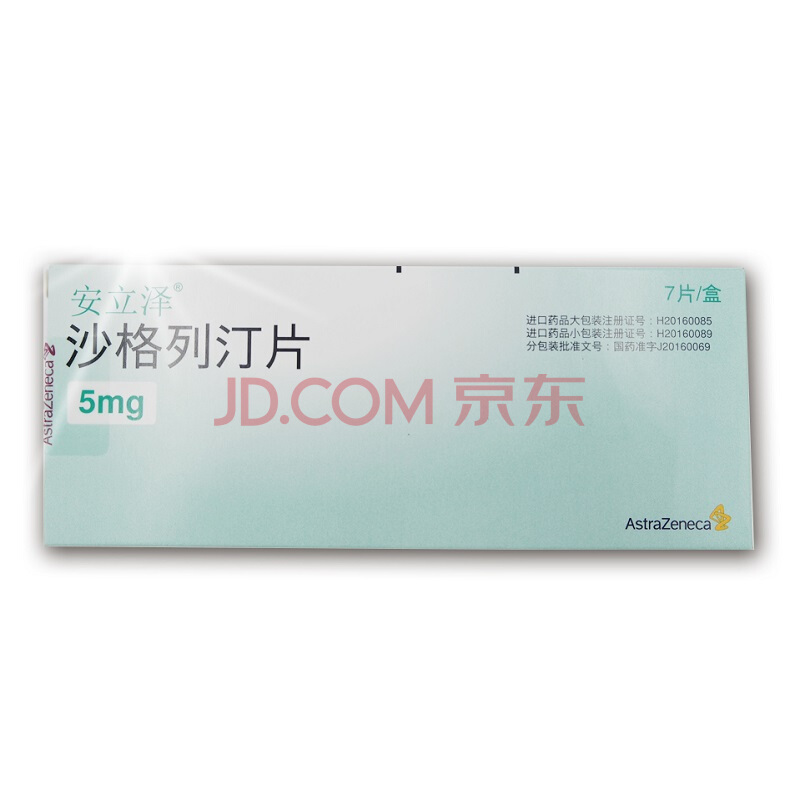 安立泽®
沙格列汀片
5mg
7片/盒
进口药品大包装注册证号：H20160085
进口药品小包装注册证号：H20160089
分包装批准文号：国药准字J20160069
JD.COM 京东
AstraZeneca
AstraZeneca